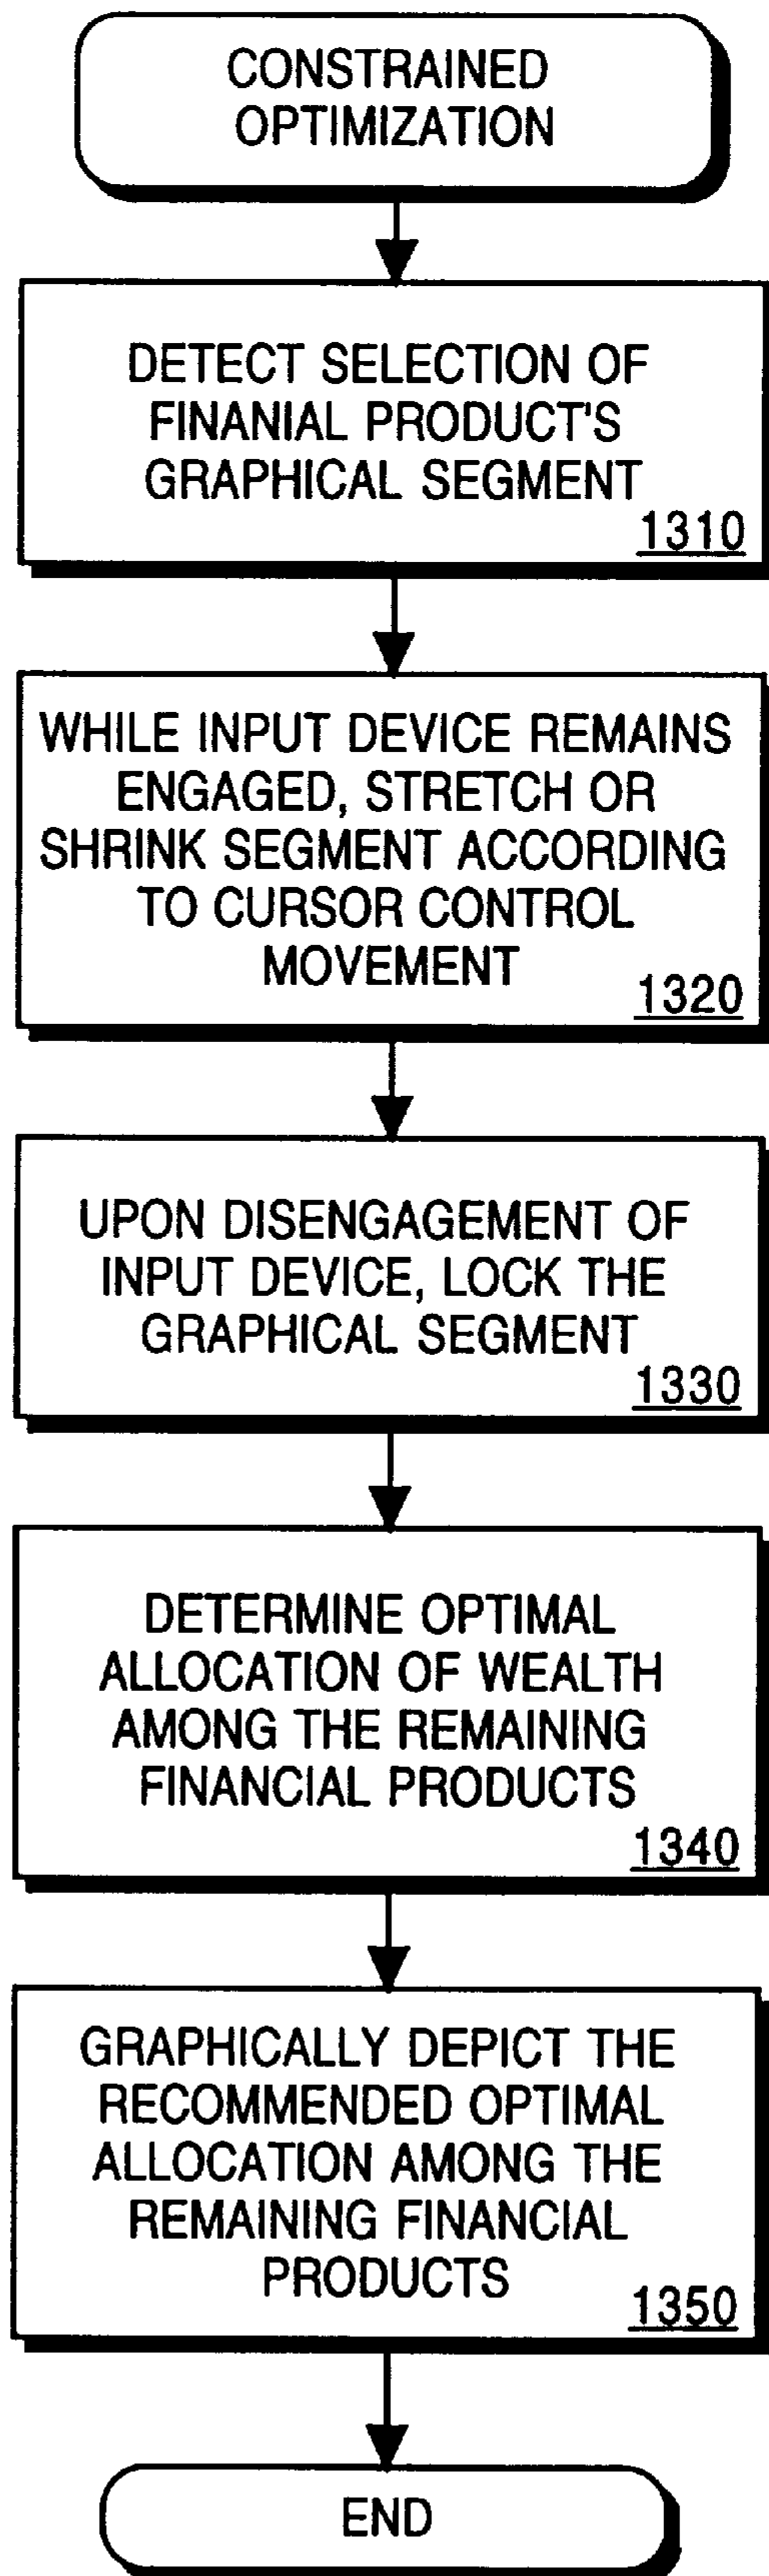 CONSTRAINED
OPTIMIZATION
DETECT SELECTION OF
FINANIAL PRODUCT'S
GRAPHICAL SEGMENT
1310
WHILE INPUT DEVICE REMAINS
ENGAGED, STRETCH OR
SHRINK SEGMENT ACCORDING
TO CURSOR CONTROL
MOVEMENT
1320
UPON DISENGAGEMENT OF
INPUT DEVICE, LOCK THE
GRAPHICAL SEGMENT
1330
DETERMINE OPTIMAL
ALLOCATION OF WEALTH
AMONG THE REMAINING
FINANCIAL PRODUCTS
1340
GRAPHICALLY DEPICT THE
RECOMMENDED OPTIMAL
ALLOCATION AMONG THE
REMAINING FINANCIAL
PRODUCTS
1350
END